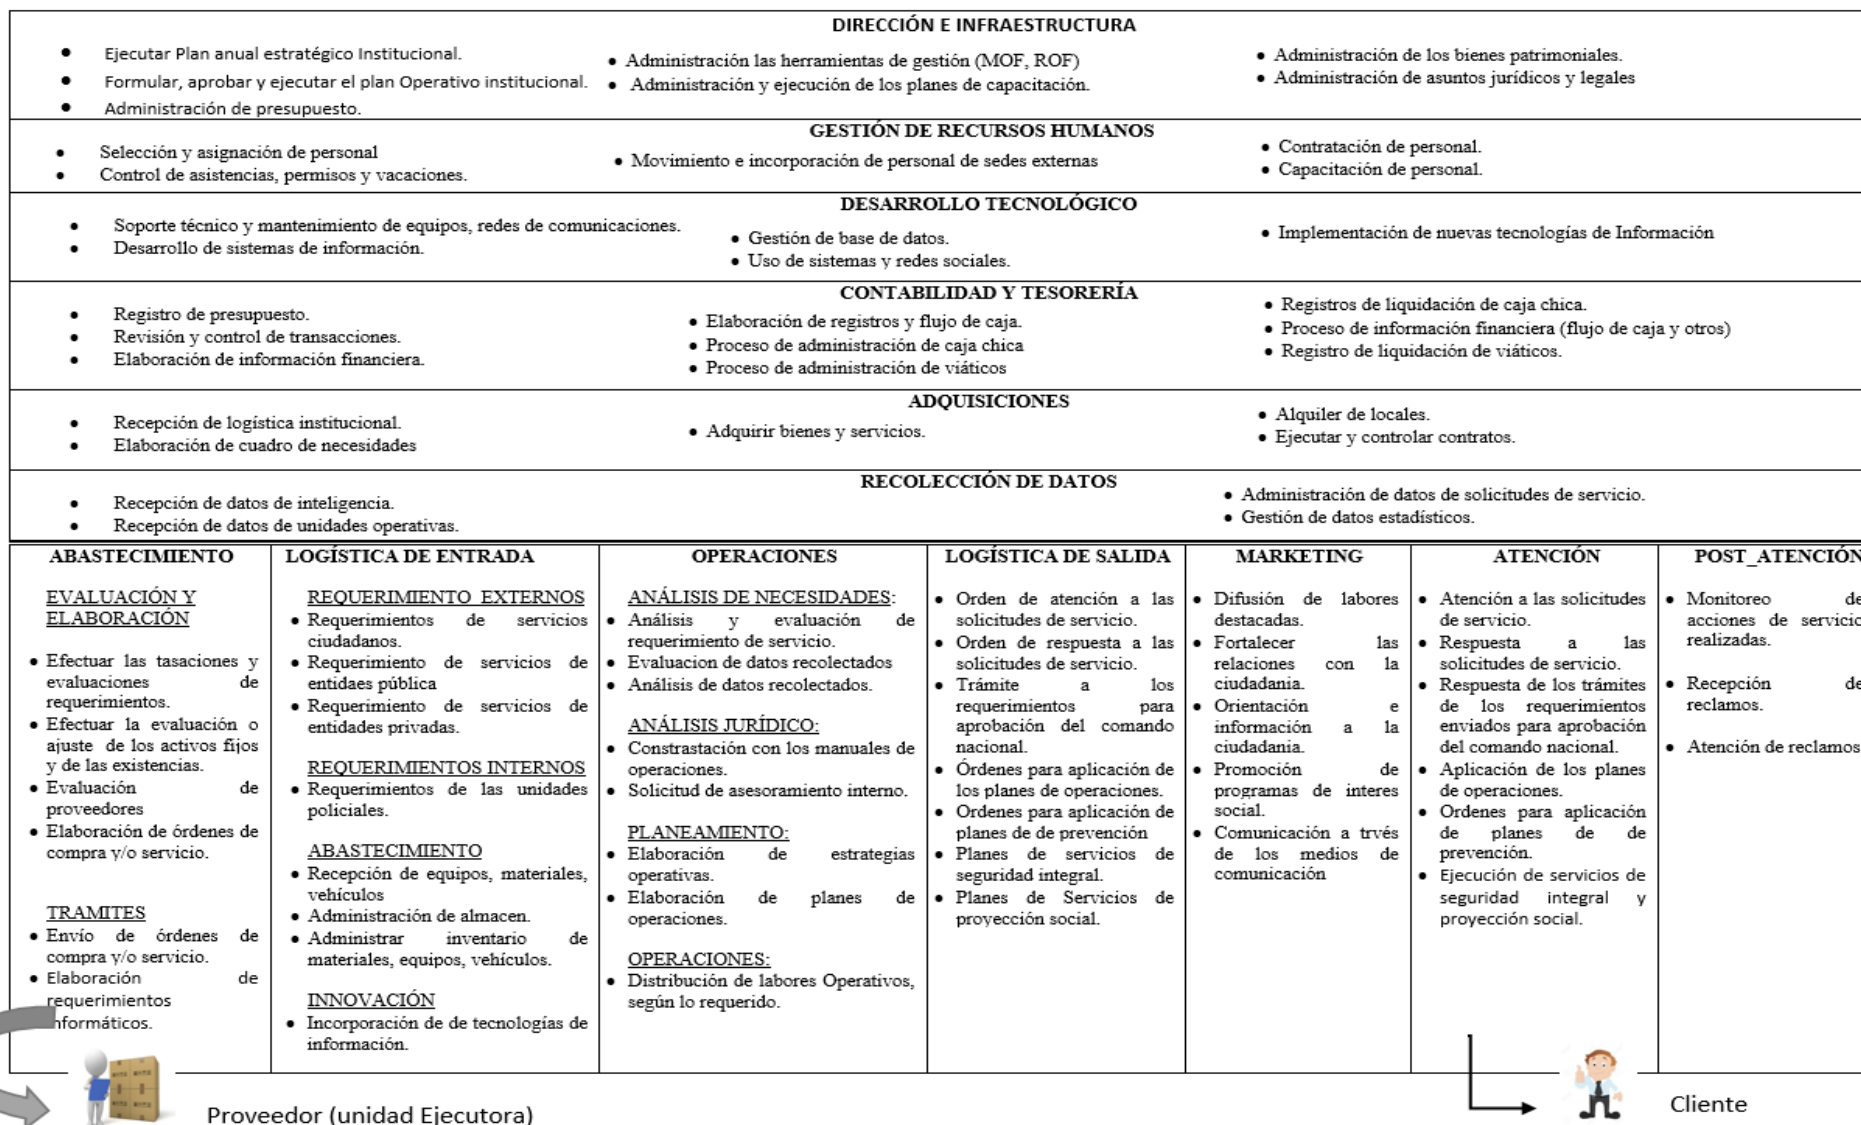 DIRECCIÓN E INFRAESTRUCTURA
• Ejecutar Plan anual estratégico Institucional.
• Formular, aprobar y ejecutar el plan Operativo institucional.
• Administración de presupuesto.
• Administración las herramientas de gestión (MOF, ROF)
• Administración y ejecución de los planes de capacitación.
• Administración de los bienes patrimoniales.
• Administración de asuntos jurídicos y legales
GESTIÓN DE RECURSOS HUMANOS
• Selección y asignación de personal
• Control de asistencias, permisos y vacaciones.
• Movimiento e incorporación de personal de sedes externas
• Contratación de personal.
• Capacitación de personal.
DESARROLLO TECNOLÓGICO
• Soporte técnico y mantenimiento de equipos, redes de comunicaciones.
• Desarrollo de sistemas de información.
• Gestión de base de datos.
• Uso de sistemas y redes sociales.
• Implementación de nuevas tecnologías de Información
CONTABILIDAD Y TESORERÍA
• Registro de presupuesto.
• Revisión y control de transacciones.
• Elaboración de información financiera.
• Elaboración de registros y flujo de caja.
• Proceso de administración de caja chica
• Proceso de administración de viáticos
• Registros de liquidación de caja chica.
• Proceso de información financiera (flujo de caja y otros)
• Registro de liquidación de viáticos.
ADQUISICIONES
• Recepción de logística institucional.
• Elaboración de cuadro de necesidades
• Adquirir bienes y servicios.
• Alquiler de locales.
• Ejecutar y controlar contratos.
RECOLECCIÓN DE DATOS
• Recepción de datos de inteligencia.
• Recepción de datos de unidades operativas.
• Administración de datos de solicitudes de servicio.
• Gestión de datos estadísticos.
ABASTECIMIENTO
EVALUACIÓN Y
ELABORACIÓN
• Efectuar las tasaciones y
evaluaciones de
requerimientos.
• Efectuar la evaluación o
ajuste de los activos fijos
y de las existencias.
• Evaluación de
proveedores
• Elaboración de órdenes de
compra y/o servicio.
TRAMITES
• Envío de órdenes de
compra y/o servicio.
• Elaboración de
requerimientos
nformáticos.
LOGÍSTICA DE ENTRADA
REQUERIMIENTO EXTERNOS
• Requerimientos de servicios
ciudadanos.
• Requerimiento de servicios de
entidaes pública
• Requerimiento de servicios de
entidades privadas.
REQUERIMIENTOS INTERNOS
• Requerimientos de las unidades
policiales.
ABASTECIMIENTO
• Recepción de equipos, materiales,
vehículos
• Administración de almacen.
• Administrar inventario de
materiales, equipos, vehículos.
INNOVACIÓN
• Incorporación de de tecnologías de
información.
OPERACIONES
ANÁLISIS DE NECESIDADES:
• Análisis y evaluación de
requerimiento de servicio.
• Evaluacion de datos recolectados
• Análisis de datos recolectados.
ANÁLISIS JURÍDICO:
• Constrastación con los manuales de
operaciones.
• Solicitud de asesoramiento interno.
PLANEAMIENTO:
• Elaboración de estrategias
operativas.
• Elaboración de planes de
operaciones.
OPERACIONES:
• Distribución de labores Operativos,
según lo requerido.
LOGÍSTICA DE SALIDA
• Orden de atención a las
solicitudes de servicio.
• Orden de respuesta a las
solicitudes de servicio.
• Trámite a los
requerimientos para
aprobación del comando
nacional.
• Órdenes para aplicación de
los planes de operaciones.
• Ordenes para aplicación de
planes de de prevención
• Planes de servicios de
seguridad integral.
• Planes de Servicios de
proyección social.
MARKETING
• Difusión de labores
destacadas.
• Fortalecer las
relaciones con la
ciudadania.
• Orientación e
información a la
ciudadania.
• Promoción de
programas de interes
social.
• Comunicación a trvés
de los medios de
comunicación
ATENCIÓN
• Atención a las solicitudes
de servicio.
• Respuesta a las
solicitudes de servicio.
• Respuesta de los trámites
de los requerimientos
enviados para aprobación
del comando nacional.
• Aplicación de los planes
de operaciones.
• Ordenes para aplicación
de planes de de
prevención.
• Ejecución de servicios de
seguridad integral y
proyección social.
POST_ATENCIÓN
• Monitoreo de
acciones de servicio
realizadas.
• Recepción de
reclamos.
• Atención de reclamos
Proveedor (unidad Ejecutora)
Cliente